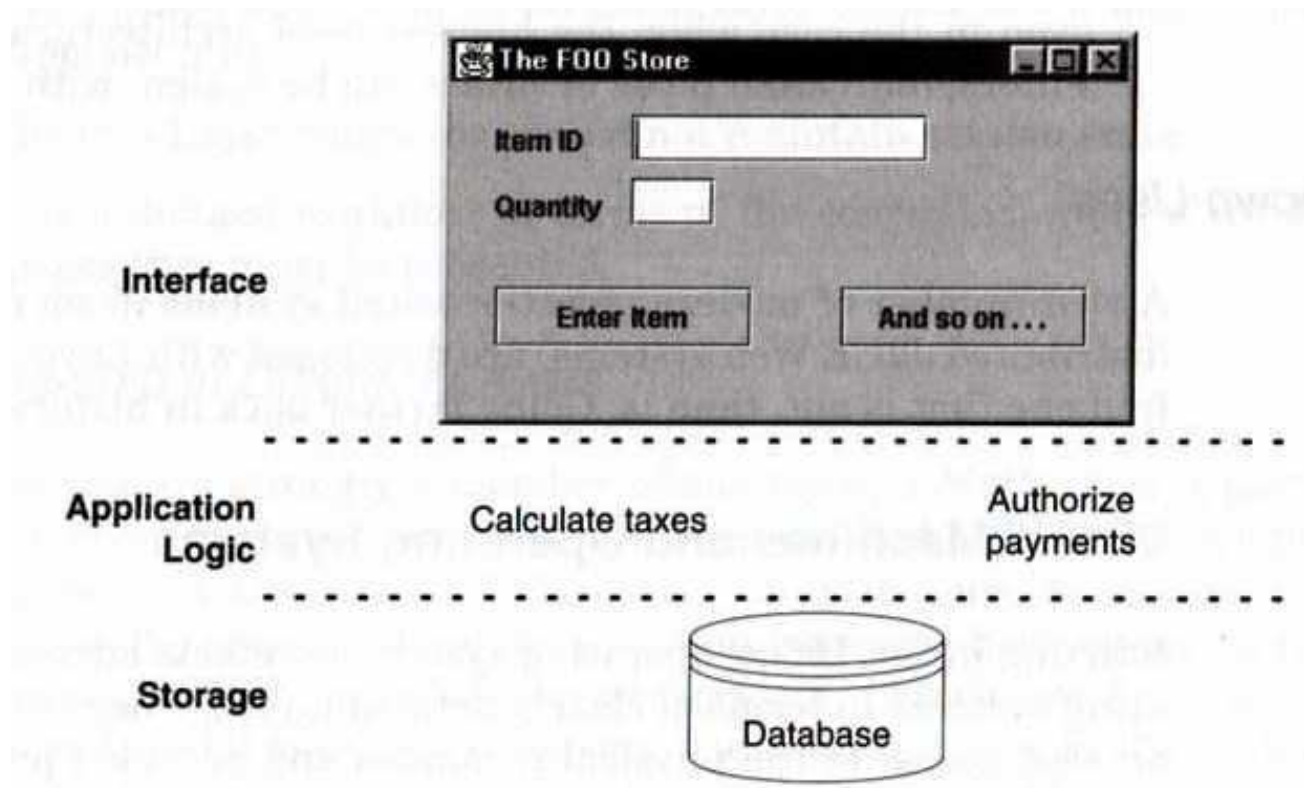 The FOO Store
Item ID
Quantity
Interface
Enter Item
And so on . . .
Application
Logic
Calculate taxes
Authorize
payments
Storage
Database